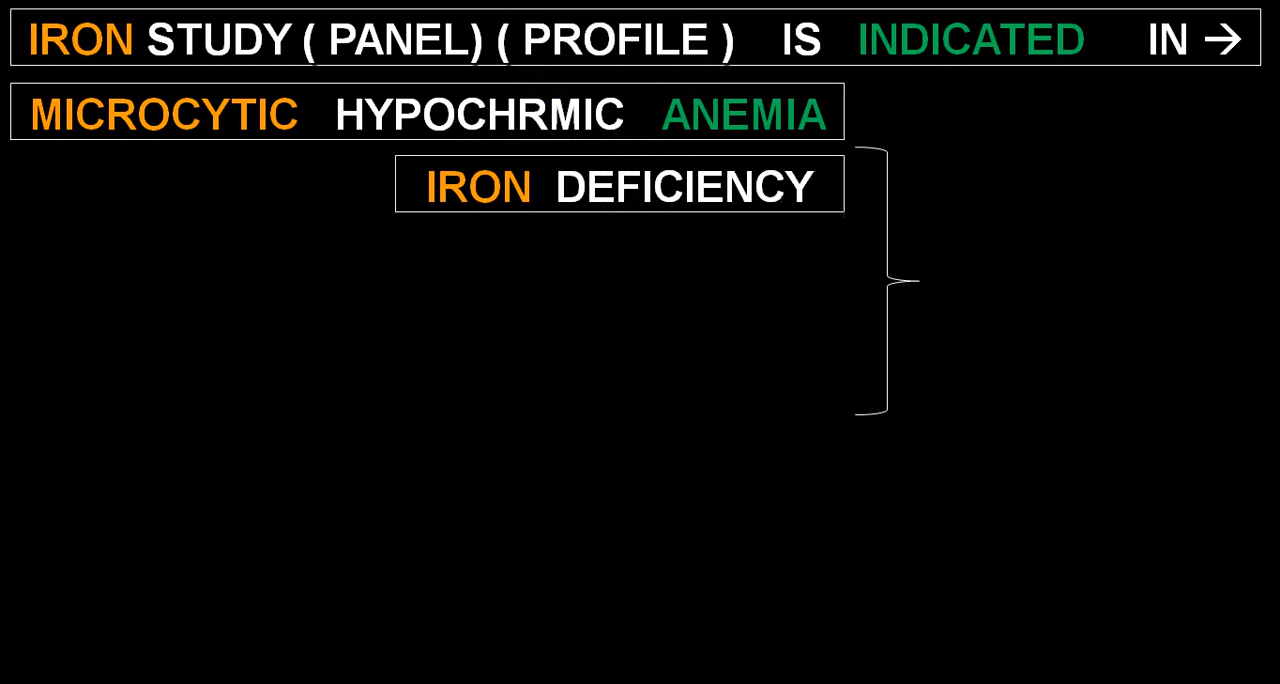 IRON STUDY ( PANEL) ( PROFILE ) IS INDICATED IN →
MICROCYTIC HYPOCHRMIC ANEMIA
IRON DEFICIENCY